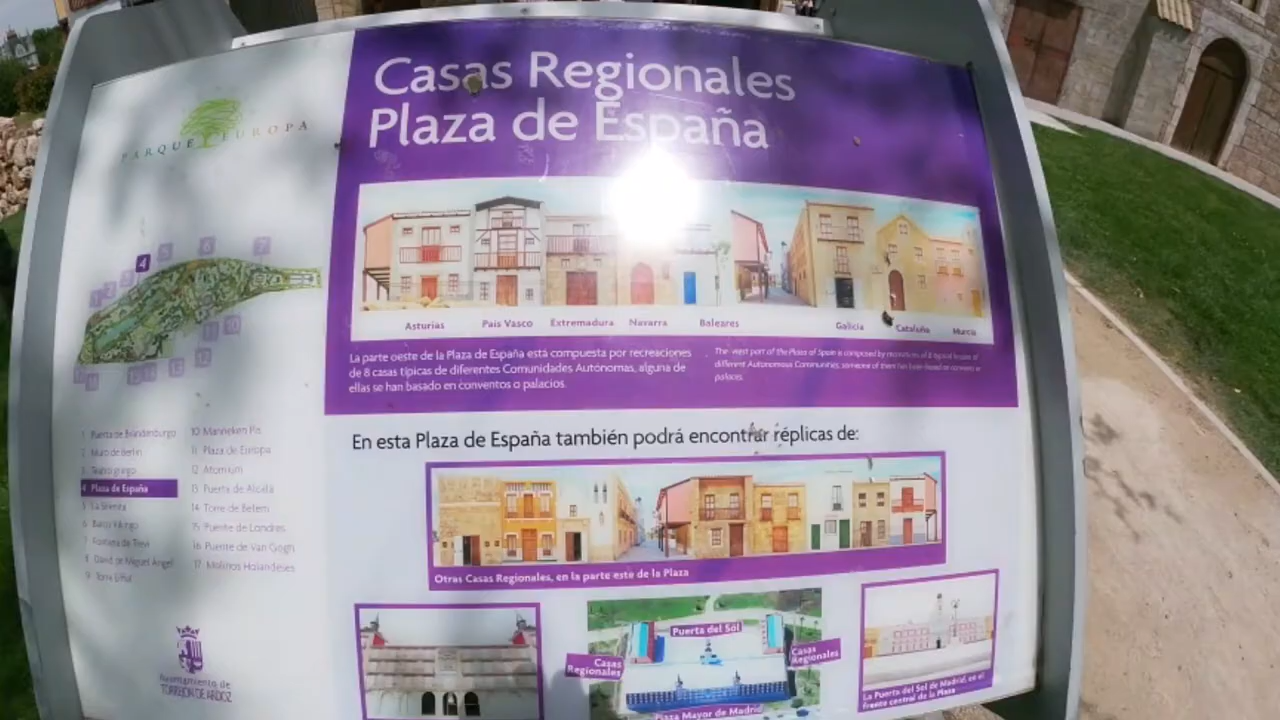 PARQUE EUROPA
Casas Regionales
Plaza de España
4 5 6 7
Asturias País Vasco Extremadura Navarra Baleares Galicia Cataluña Murcia
La parte oeste de la Plaza de España está compuesta por recreaciones
de 8 casas típicas de diferentes Comunidades Autónomas, alguna de
ellas se han basado en conventos o palacios.
The west part of the Plaza of Spain is composed by recreations of 8 typical houses of
different Autonomous Communities, someone of them has been based on convents or
palaces.
1 Puerta de Brandenburgo
2 Muro de Berlín
3 Teatro griego
4 Plaza de España
5 La Sirenita
6 Barco Vikingo
7 Fontana de Trevi
8 David de Miguel Ángel
9 Torre Eiffel
10 Manneken Pis
11 Plaza de Europa
12 Atomium
13 Puerta de Alcalá
14 Torre de Belem
15 Puente de Londres
16 Puente de Van Gogh
17 Molinos Holandeses
Ayuntamiento de
TORREJÓN DE ARDOZ
En esta Plaza de España también podrá encontrar réplicas de:
Otras Casas Regionales, en la parte este de la Plaza
Puerta del Sol
Casas
Regionales
Casas
Regionales
Plaza Mayor de Madrid
La Puerta del Sol de Madrid, en el
frente central de la Plaza